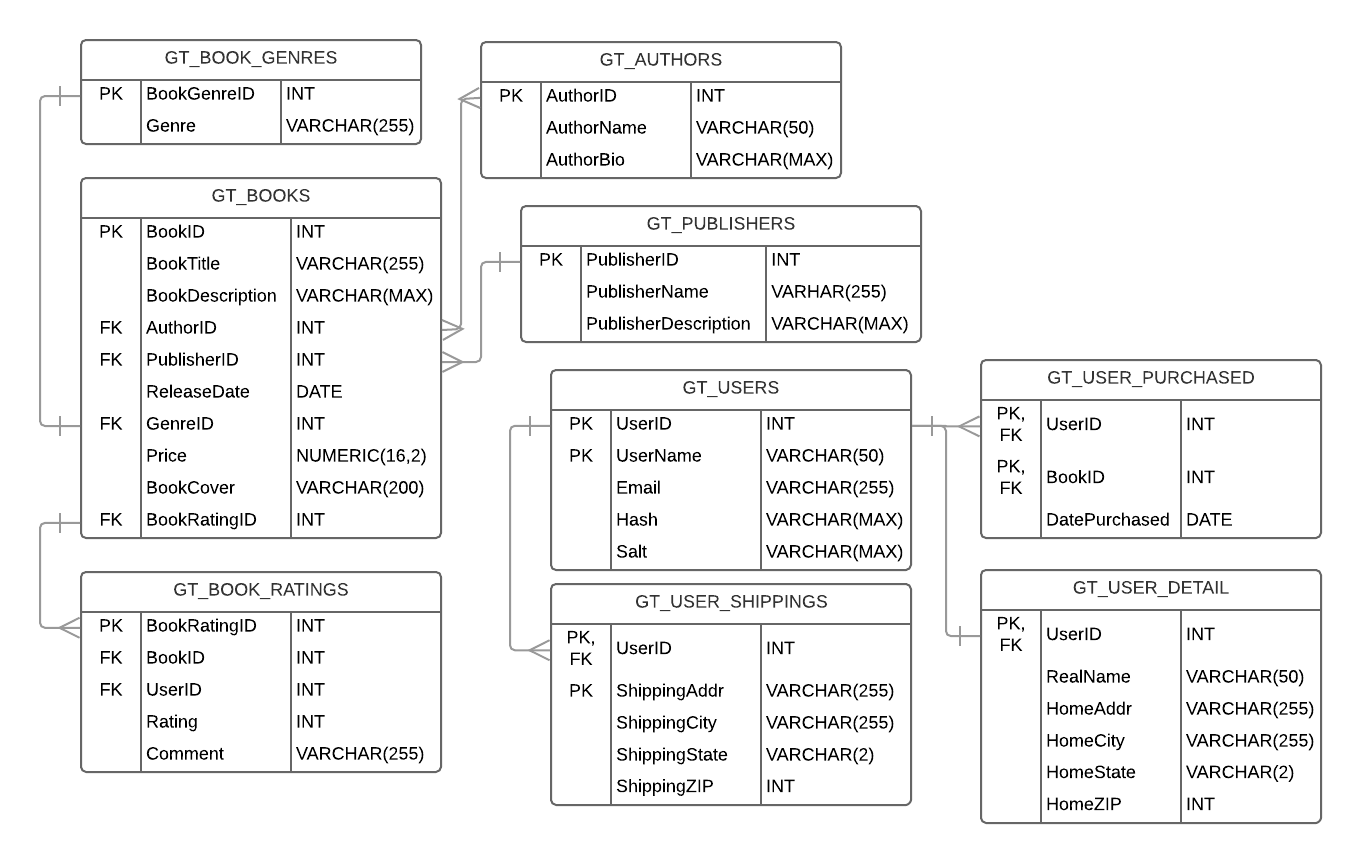 GT_BOOK_GENRES
PK BookGenreID INT
Genre VARCHAR(255)
GT_AUTHORS
PK AuthorID INT
AuthorName VARCHAR(50)
AuthorBio VARCHAR(MAX)
GT_BOOKS
PK BookID INT
BookTitle VARCHAR(255)
BookDescription VARCHAR(MAX)
FK AuthorID INT
FK PublisherID INT
ReleaseDate DATE
FK GenreID INT
Price NUMERIC(16,2)
BookCover VARCHAR(200)
FK BookRatingID INT
GT_PUBLISHERS
PK PublisherID INT
PublisherName VARHAR(255)
PublisherDescription VARCHAR(MAX)
GT_USERS
PK UserID INT
PK UserName VARCHAR(50)
Email VARCHAR(255)
Hash VARCHAR(MAX)
Salt VARCHAR(MAX)
GT_USER_PURCHASED
PK,
FK UserID INT
PK,
FK BookID INT
DatePurchased DATE
GT_BOOK_RATINGS
PK BookRatingID INT
FK BookID INT
FK UserID INT
Rating INT
Comment VARCHAR(255)
GT_USER_SHIPPINGS
PK,
FK UserID INT
PK ShippingAddr VARCHAR(255)
ShippingCity VARCHAR(255)
ShippingState VARCHAR(2)
ShippingZIP INT
GT_USER_DETAIL
PK,
FK UserID INT
RealName VARCHAR(50)
HomeAddr VARCHAR(255)
HomeCity VARCHAR(255)
HomeState VARCHAR(2)
HomeZIP INT